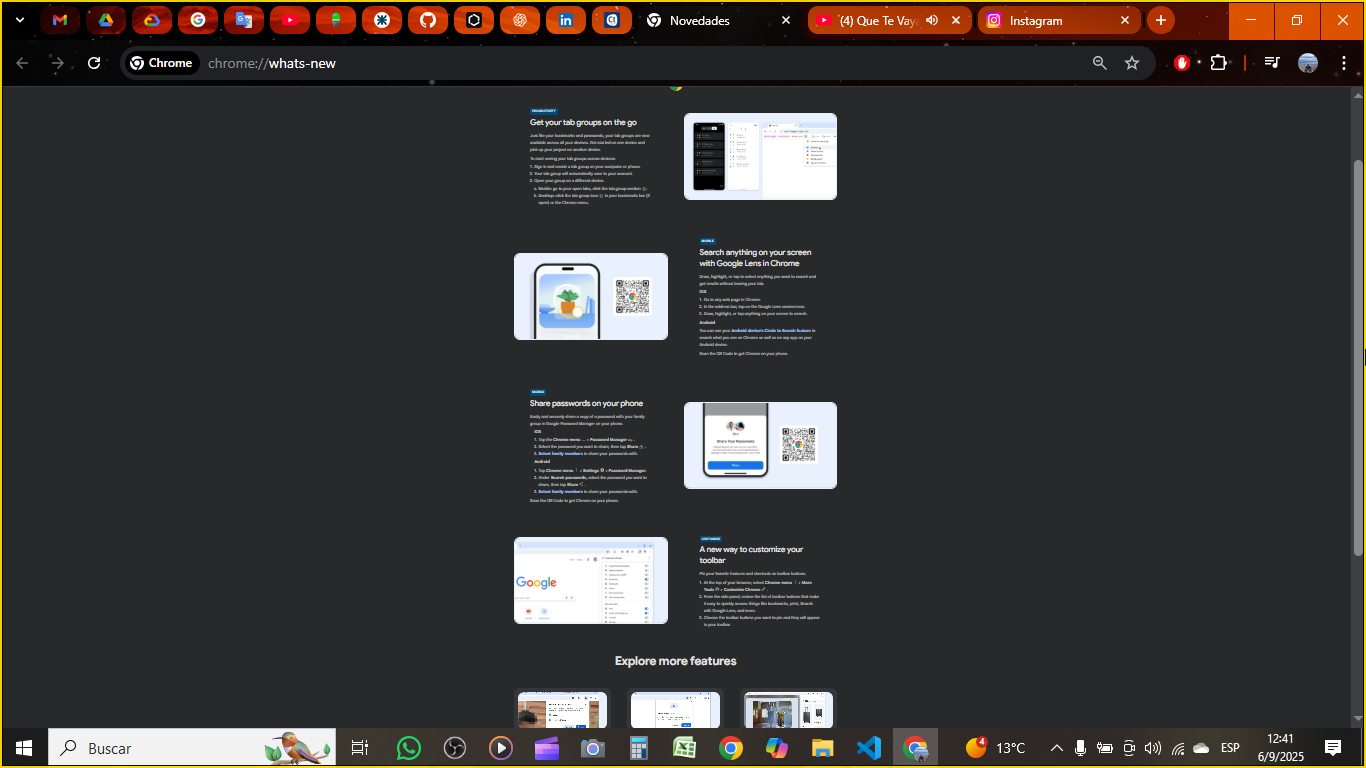 Novedades
(4) Que Te Vay
Instagram
Chrome
chrome://whats-new
PRODUCTIVITY
Get your tab groups on the go
Just like your bookmarks and passwords, your tab groups are now
available across all your devices. Get started on one device and
pick up your project on another device.
To start saving your tab groups across devices:
1. Sign in and create a tab group on your computer or phone.
2. Your tab group will automatically save to your account.
3. Open your group on a different device.
a. Mobile: go to your open tabs, click the tab group section
b. Desktop: click the tab group icon in your bookmarks bar (if
open) or the Chrome menu.
MOBILE
Search anything on your screen
with Google Lens in Chrome
Draw, highlight, or tap to select anything you want to search and
get results without leaving your tab.
iOS
1. Go to any web page in Chrome.
2. In the address bar, tap on the Google Lens camera icon.
3. Draw, highlight, or tap anything on your screen to search.
Android
You can use your Android device's Circle to Search feature to
search what you see on Chrome as well as on any app on your
Android device.
Scan the QR Code to get Chrome on your phone.
MOBILE
Share passwords on your phone
Easily and securely share a copy of a password with your family
group in Google Password Manager on your phone.
iOS
1. Tap the Chrome menu ... > Password Manager
2. Select the password you want to share, then tap Share .
3. Select family members to share your passwords with.
Android
1. Tap Chrome menu > Settings > Password Manager.
2. Under Search passwords, select the password you want to
share, then tap Share .
3. Select family members to share your passwords with.
Scan the QR Code to get Chrome on your phone.
Share Your Passwords
Share
Google
CUSTOMIZE
A new way to customize your
toolbar
Pin your favorite features and shortcuts as toolbar buttons.
1. At the top of your browser, select Chrome menu > More
Tools > Customize Chrome .
2. From the side panel, review the list of toolbar buttons that make
it easy to quickly access things like bookmarks, print, Search
with Google Lens, and more.
3. Choose the toolbar buttons you want to pin and they will appear
in your toolbar.
Explore more features
Buscar
4
13°C
ESP
12:41
6/9/2025